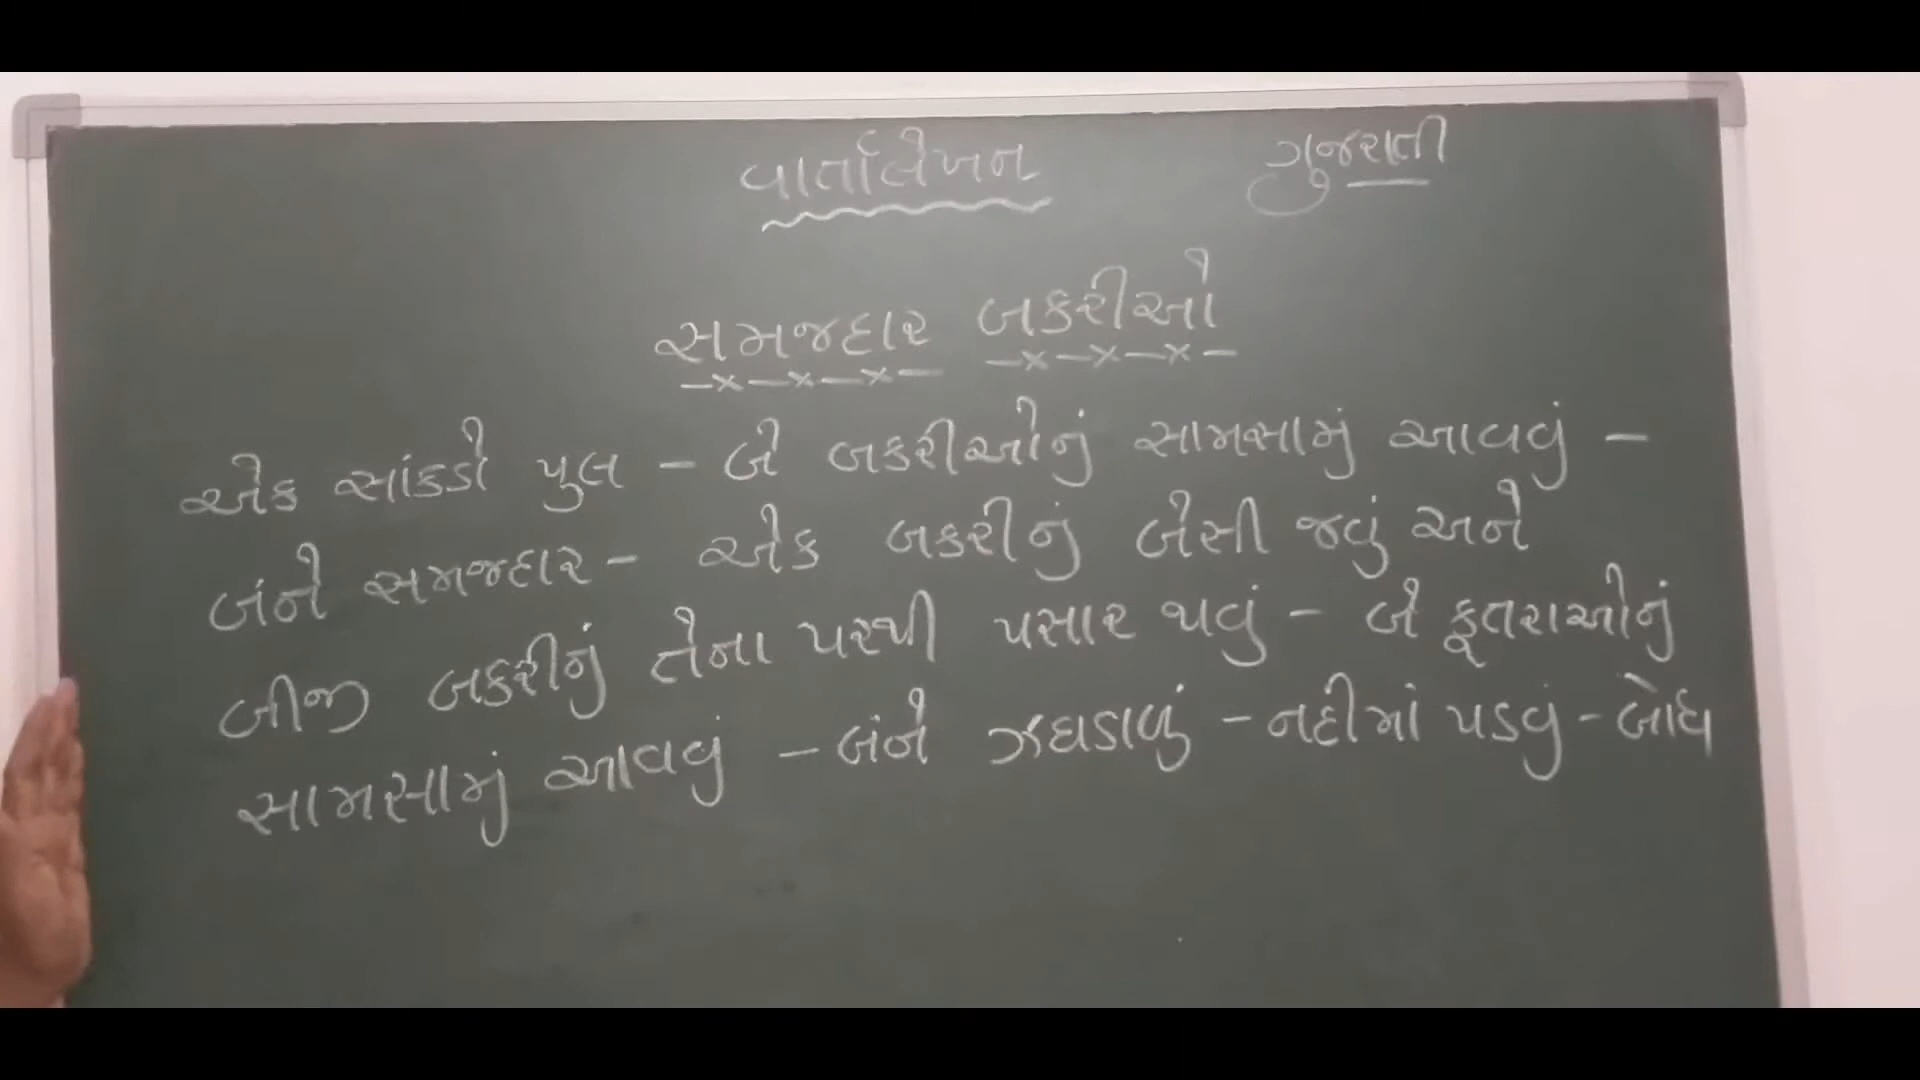 વાર્તાલેખન ગુજરાતી
સમજદાર બકરીઓ
એક સાંકડો પુલ - બે બકરીઓનું સામસામું આવવું -
બંને સમજદાર - એક બકરીનું બેસી જવું અને
બીજી બકરીનું તેના પરથી પસાર થવું - બે કૂતરાઓનું
સામસામું આવવું - બંને ઝઘડાળું - નદીમાં પડવું - બોધ